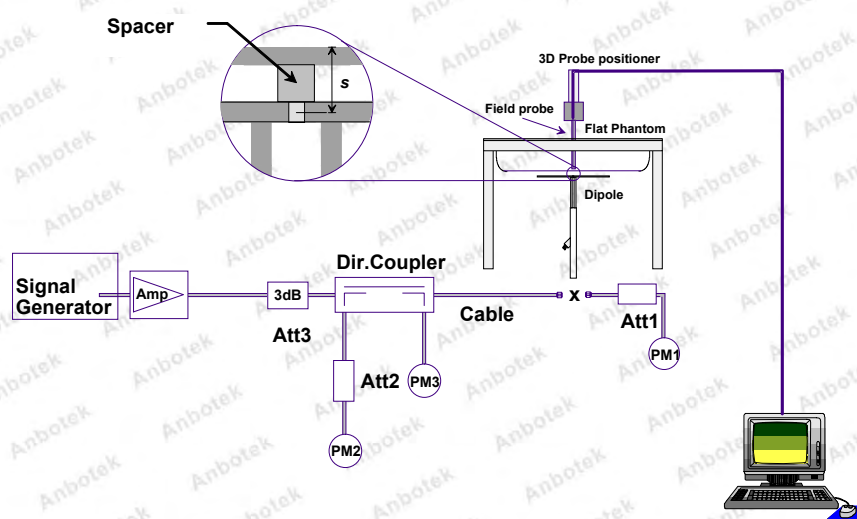 Spacer
s
3D Probe positioner
Field probe
Flat Phantom
Dipole
Signal
Generator
Amp
3dB
Att3
Dir.Coupler
Cable
x
Att1
PM1
Att2
PM3
PM2
Anbotek